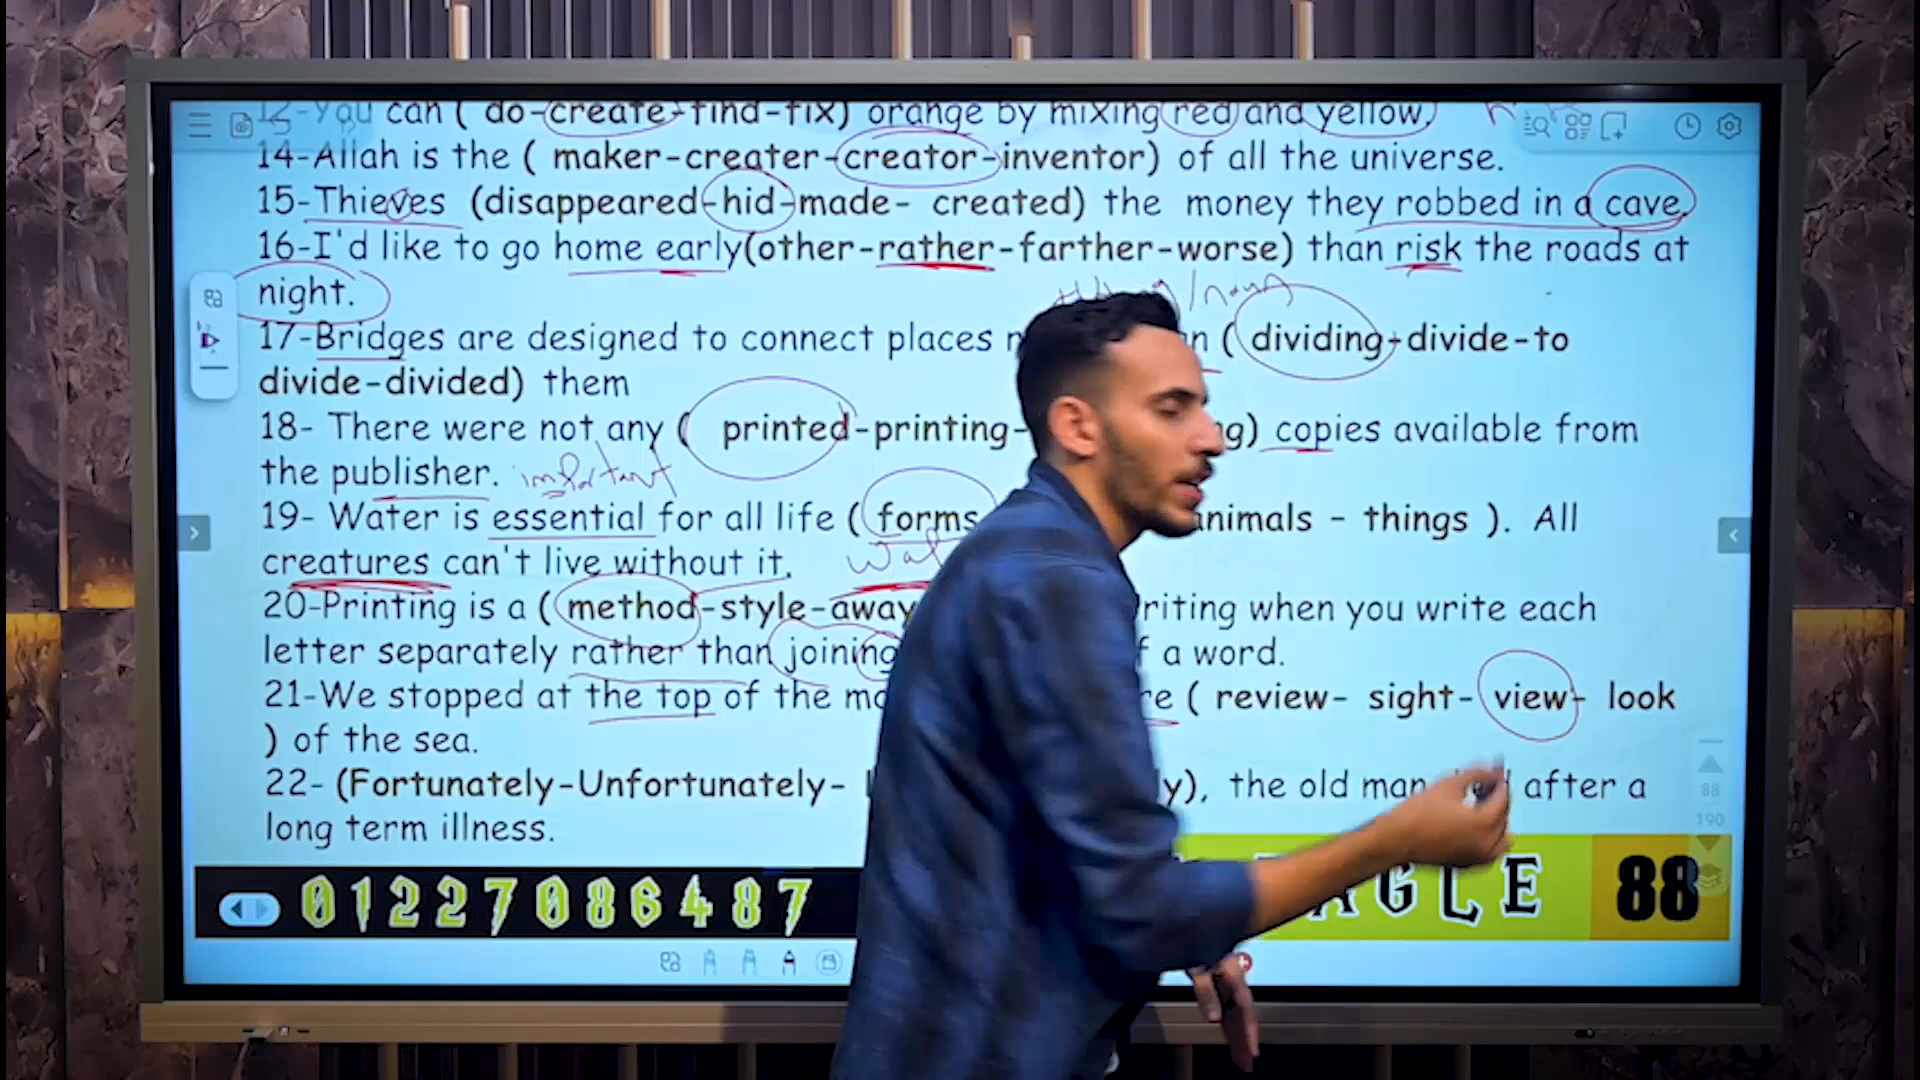 -You can ( do-create-find-fix) orange by mixing red and yellow.
14-Allah is the ( maker-creater-creator-inventor) of all the universe.
15-Thieves (disappeared-hid-made- created) the money they robbed in a cave.
16-I'd like to go home early(other-rather-farther-worse) than risk the roads at
night.
17-Bridges are designed to connect places ( dividing-divide-to
divide-divided) them
18- There were not any ( printed-printing- copies available from
the publisher. important
19- Water is essential for all life ( forms animals - things ). All
creatures can't live without it.
20-Printing is a ( method-style-away when you write each
letter separately rather than joining a word.
21-We stopped at the top of the ( review- sight- view- look
) of the sea.
22- (Fortunately-Unfortunately- the old man after a
long term illness.
01227086487
88
88
190